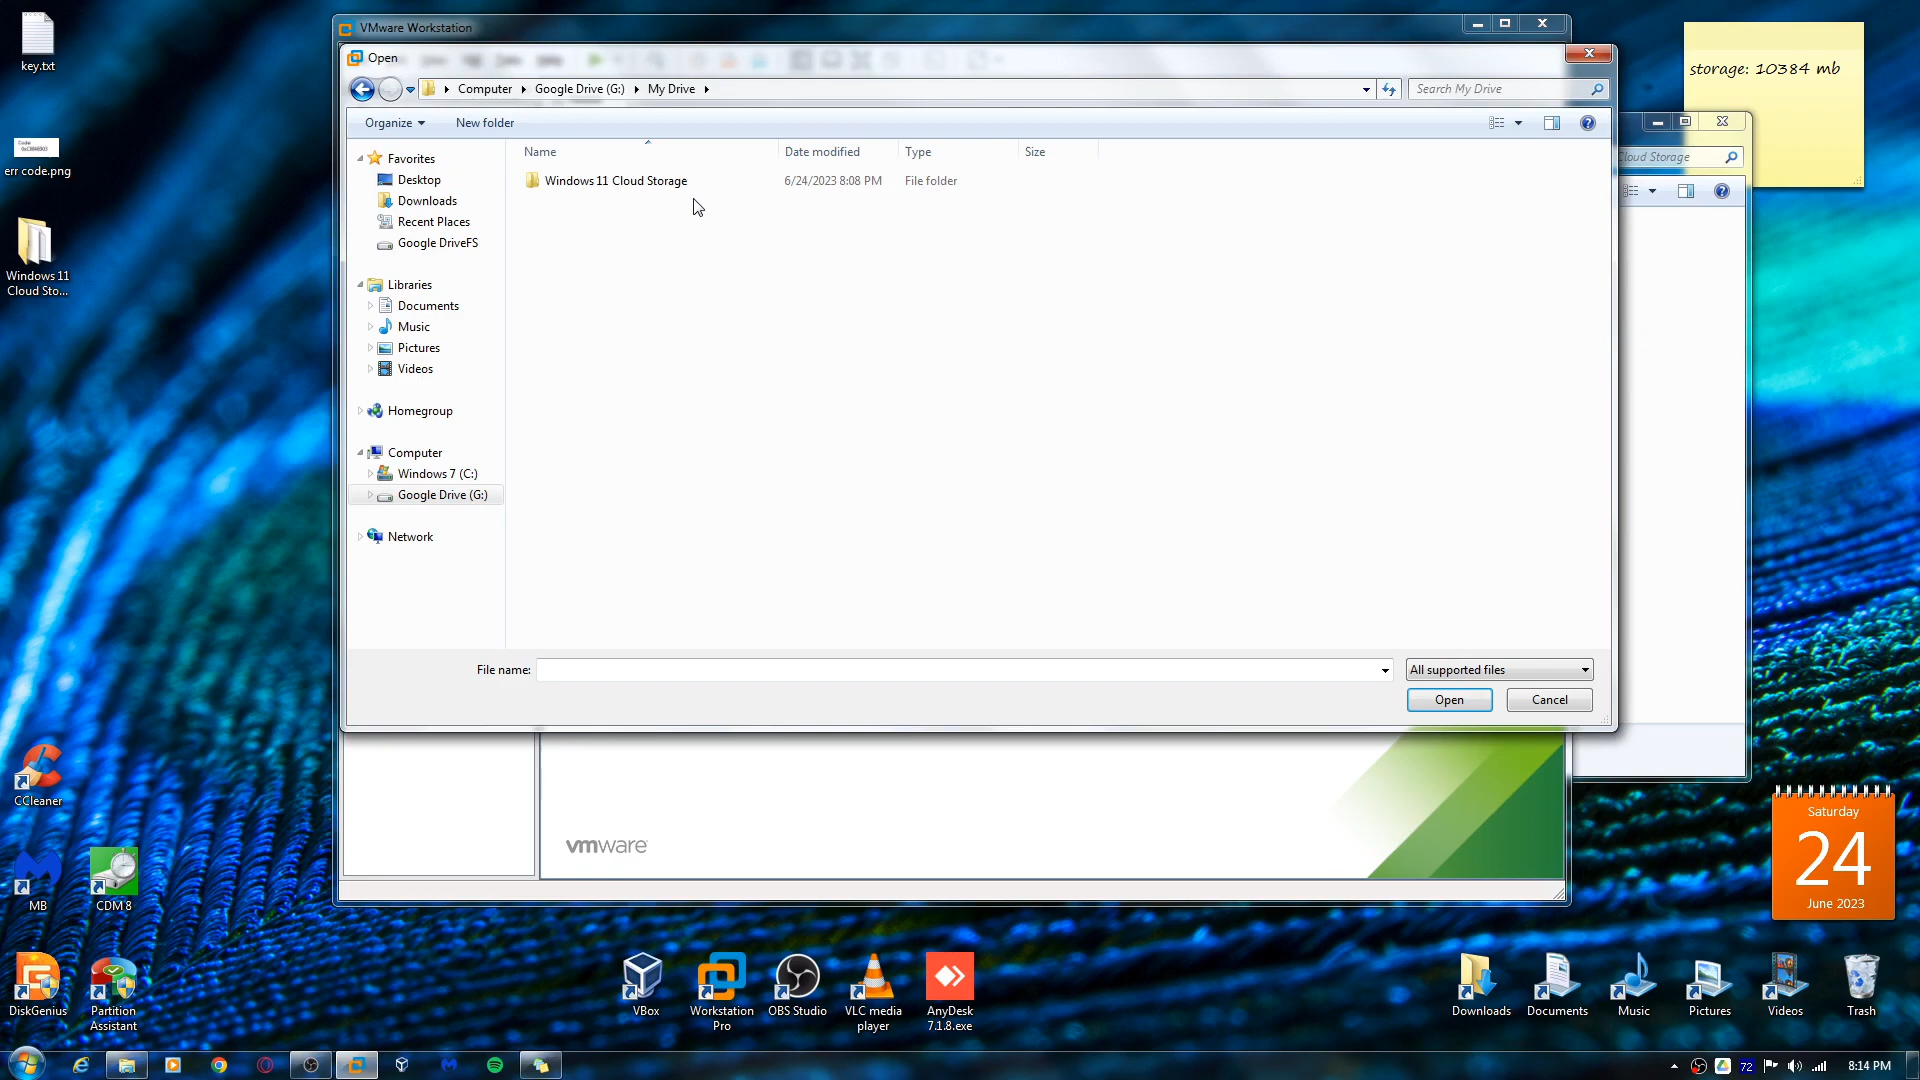 key.txt
err code.png
Windows 11
Cloud Sto...
VMware Workstation
Open
Computer
Google Drive (G:)
My Drive
Search My Drive
Organize
New folder
Name
Date modified
Type
Size
Windows 11 Cloud Storage
6/24/2023 8:08 PM
File folder
Favorites
Desktop
Downloads
Recent Places
Google DriveFS
Libraries
Documents
Music
Pictures
Videos
Homegroup
Computer
Windows 7 (C:)
Google Drive (G:)
Network
File name:
All supported files
Open
Cancel
storage: 10384 mb
Cloud Storage
vmware
Saturday
24
June 2023
CCleaner
MB
CDM 8
DiskGenius
Partition
Assistant
VBox
Workstation
Pro
OBS Studio
VLC media
player
AnyDesk
7.1.8.exe
Downloads
Documents
Music
Pictures
Videos
Trash
72
8:14 PM